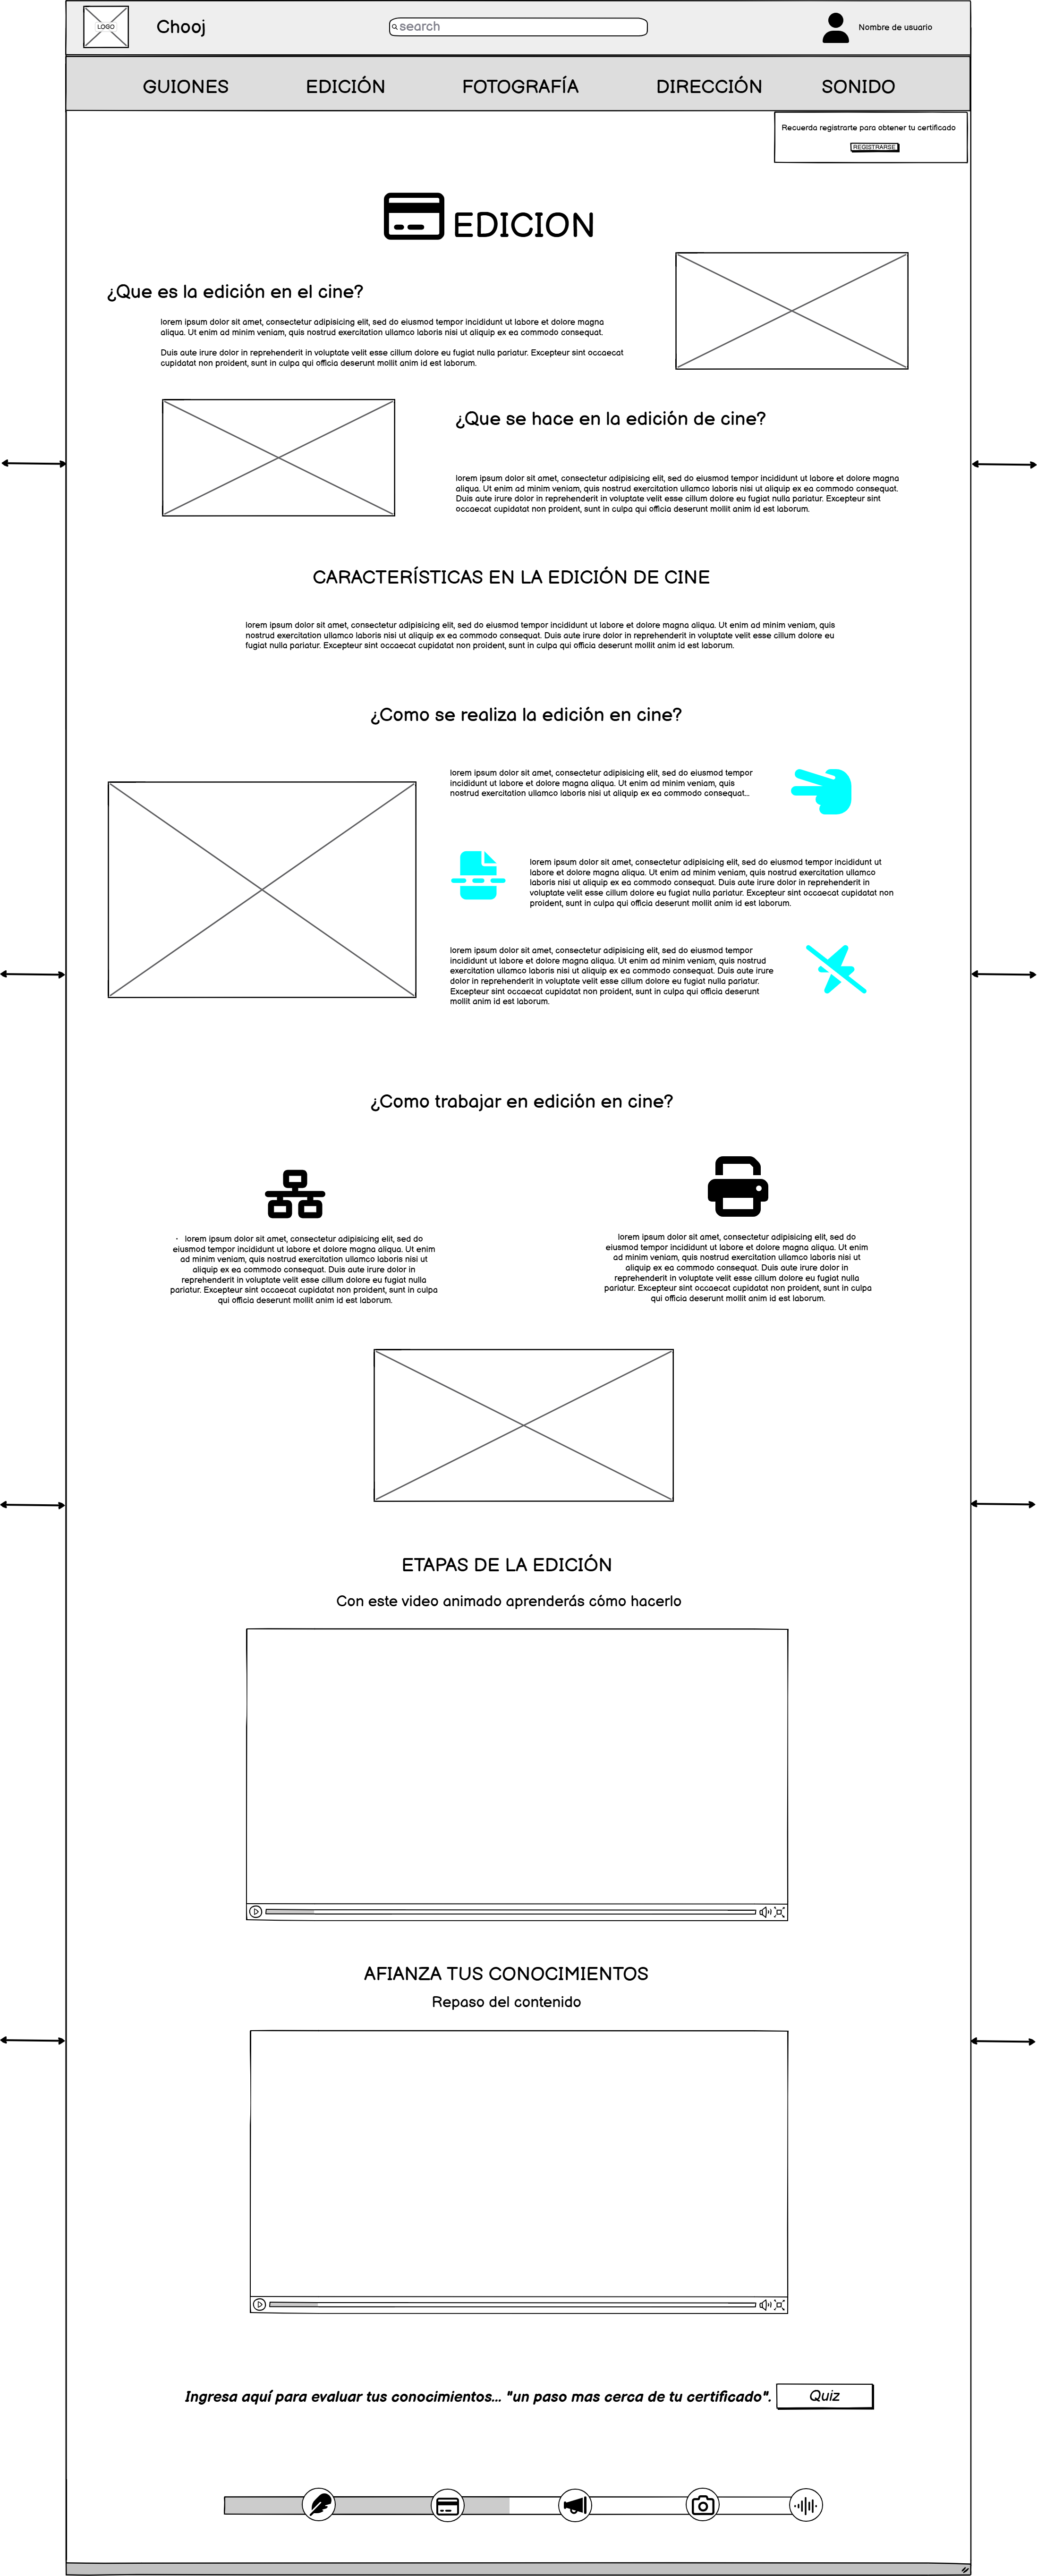 LOGO
Chooj
search
Nombre de usuario
GUIONES
EDICIÓN
FOTOGRAFÍA
DIRECCIÓN
SONIDO
Recuerda registrarte para obtener tu certificado
REGISTRARSE
EDICION
¿Que es la edición en el cine?
lorem ipsum dolor sit amet, consectetur adipisicing elit, sed do eiusmod tempor incididunt ut labore et dolore magna
aliqua. Ut enim ad minim veniam, quis nostrud exercitation ullamco laboris nisi ut aliquip ex ea commodo consequat.
Duis aute irure dolor in reprehenderit in voluptate velit esse cillum dolore eu fugiat nulla pariatur. Excepteur sint occaecat
cupidatat non proident, sunt in culpa qui officia deserunt mollit anim id est laborum.
¿Que se hace en la edición de cine?
lorem ipsum dolor sit amet, consectetur adipisicing elit, sed do eiusmod tempor incididunt ut labore et dolore magna
aliqua. Ut enim ad minim veniam, quis nostrud exercitation ullamco laboris nisi ut aliquip ex ea commodo consequat.
Duis aute irure dolor in reprehenderit in voluptate velit esse cillum dolore eu fugiat nulla pariatur. Excepteur sint
occaecat cupidatat non proident, sunt in culpa qui officia deserunt mollit anim id est laborum.
CARACTERÍSTICAS EN LA EDICIÓN DE CINE
lorem ipsum dolor sit amet, consectetur adipisicing elit, sed do eiusmod tempor incididunt ut labore et dolore magna aliqua. Ut enim ad minim veniam, quis
nostrud exercitation ullamco laboris nisi ut aliquip ex ea commodo consequat. Duis aute irure dolor in reprehenderit in voluptate velit esse cillum dolore eu
fugiat nulla pariatur. Excepteur sint occaecat cupidatat non proident, sunt in culpa qui officia deserunt mollit anim id est laborum.
¿Como se realiza la edición en cine?
lorem ipsum dolor sit amet, consectetur adipisicing elit, sed do eiusmod tempor
incididunt ut labore et dolore magna aliqua. Ut enim ad minim veniam, quis
nostrud exercitation ullamco laboris nisi ut aliquip ex ea commodo consequat...
lorem ipsum dolor sit amet, consectetur adipisicing elit, sed do eiusmod tempor incididunt ut
labore et dolore magna aliqua. Ut enim ad minim veniam, quis nostrud exercitation ullamco
laboris nisi ut aliquip ex ea commodo consequat. Duis aute irure dolor in reprehenderit in
voluptate velit esse cillum dolore eu fugiat nulla pariatur. Excepteur sint occaecat cupidatat non
proident, sunt in culpa qui officia deserunt mollit anim id est laborum.
lorem ipsum dolor sit amet, consectetur adipisicing elit, sed do eiusmod tempor
incididunt ut labore et dolore magna aliqua. Ut enim ad minim veniam, quis nostrud
exercitation ullamco laboris nisi ut aliquip ex ea commodo consequat. Duis aute irure
dolor in reprehenderit in voluptate velit esse cillum dolore eu fugiat nulla pariatur.
Excepteur sint occaecat cupidatat non proident, sunt in culpa qui officia deserunt
mollit anim id est laborum.
¿Como trabajar en edición en cine?
· lorem ipsum dolor sit amet, consectetur adipisicing elit, sed do
eiusmod tempor incididunt ut labore et dolore magna aliqua. Ut enim
ad minim veniam, quis nostrud exercitation ullamco laboris nisi ut
aliquip ex ea commodo consequat. Duis aute irure dolor in
reprehenderit in voluptate velit esse cillum dolore eu fugiat nulla
pariatur. Excepteur sint occaecat cupidatat non proident, sunt in culpa
qui officia deserunt mollit anim id est laborum.
lorem ipsum dolor sit amet, consectetur adipisicing elit, sed do
eiusmod tempor incididunt ut labore et dolore magna aliqua. Ut enim
ad minim veniam, quis nostrud exercitation ullamco laboris nisi ut
aliquip ex ea commodo consequat. Duis aute irure dolor in
reprehenderit in voluptate velit esse cillum dolore eu fugiat nulla
pariatur. Excepteur sint occaecat cupidatat non proident, sunt in culpa
qui officia deserunt mollit anim id est laborum.
ETAPAS DE LA EDICIÓN
Con este video animado aprenderás cómo hacerlo
AFIANZA TUS CONOCIMIENTOS
Repaso del contenido
Ingresa aquí para evaluar tus conocimientos... "un paso mas cerca de tu certificado".
Quiz